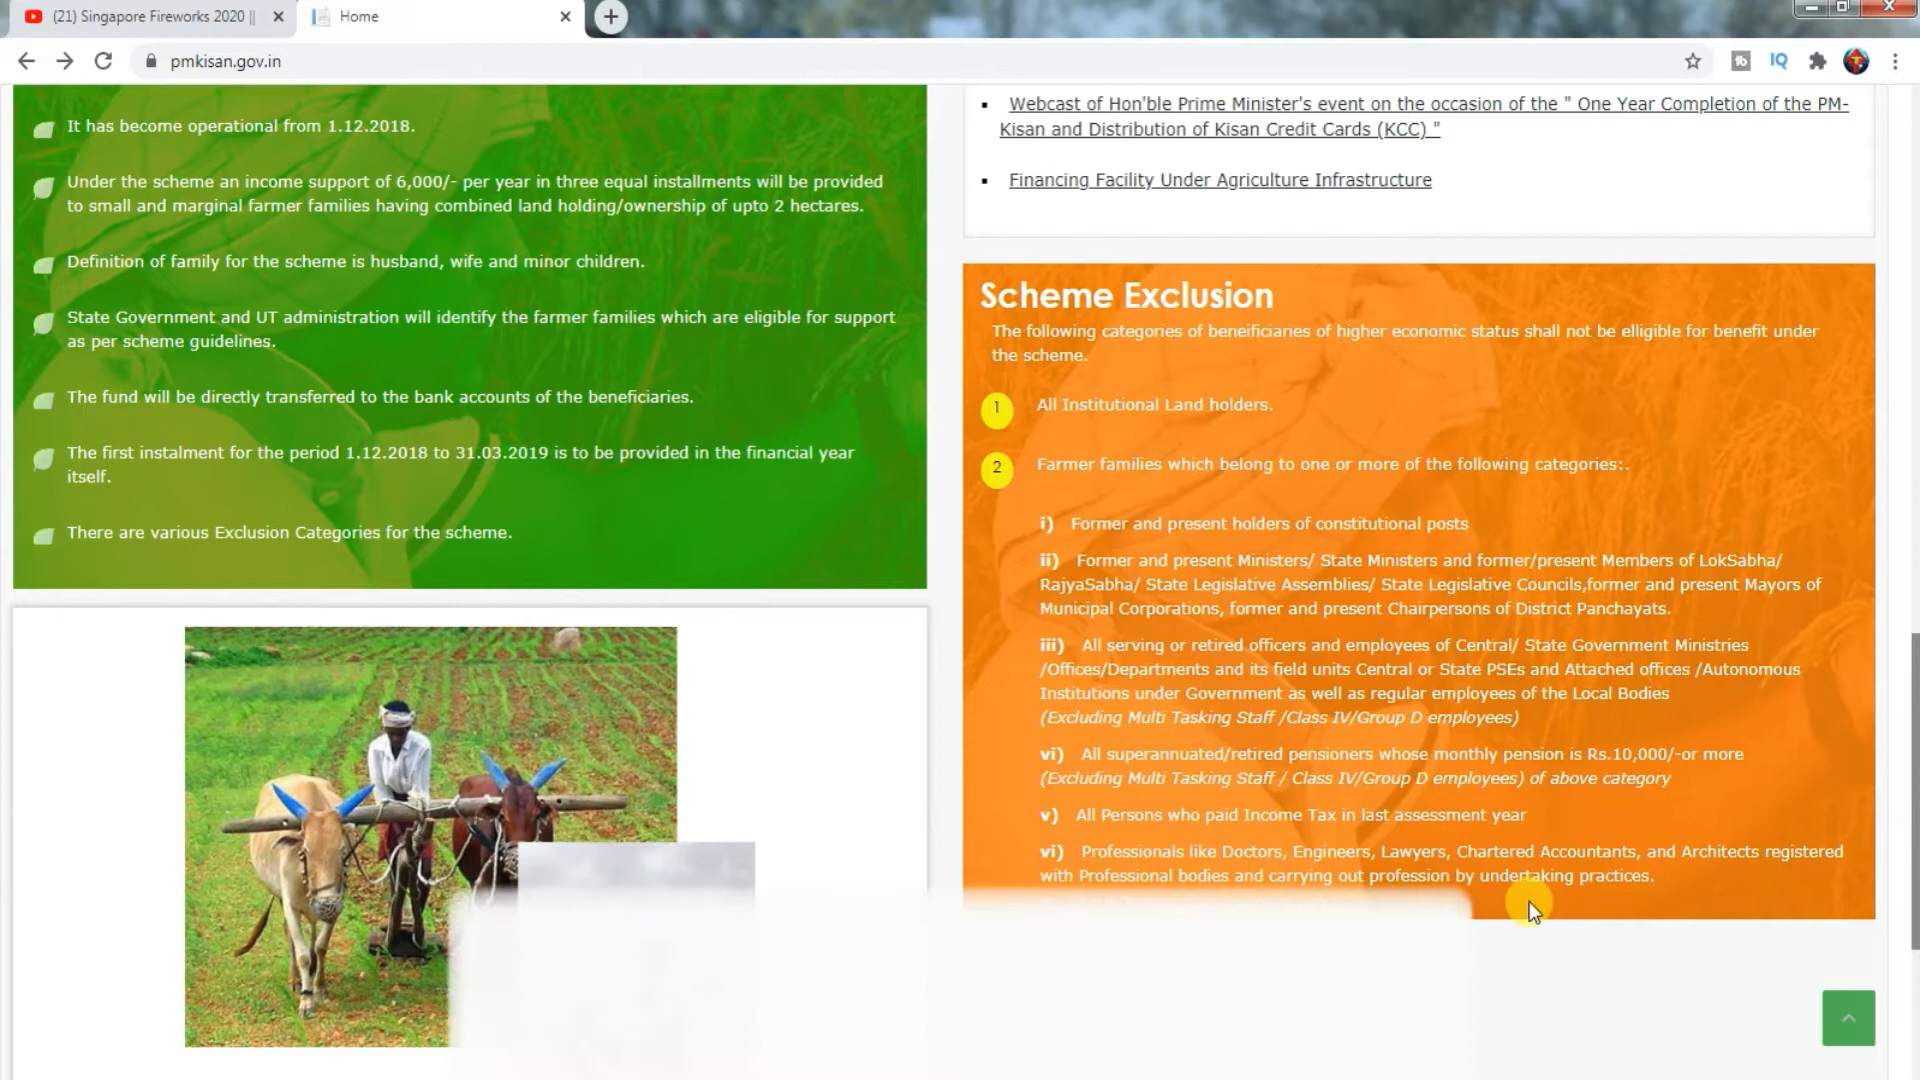 (21) Singapore Fireworks 2020 ||
Home
pmkisan.gov.in
It has become operational from 1.12.2018.
Under the scheme an income support of 6,000/- per year in three equal installments will be provided
to small and marginal farmer families having combined land holding/ownership of upto 2 hectares.
Definition of family for the scheme is husband, wife and minor children.
State Government and UT administration will identify the farmer families which are eligible for support
as per scheme guidelines.
The fund will be directly transferred to the bank accounts of the beneficiaries.
The first instalment for the period 1.12.2018 to 31.03.2019 is to be provided in the financial year
itself.
There are various Exclusion Categories for the scheme.
Webcast of Hon'ble Prime Minister's event on the occasion of the " One Year Completion of the PM-
Kisan and Distribution of Kisan Credit Cards (KCC) "
Financing Facility Under Agriculture Infrastructure
Scheme Exclusion
The following categories of beneificiaries of higher economic status shall not be elligible for benefit under
the scheme.
1 All Institutional Land holders.
2 Farmer families which belong to one or more of the following categories:.
i) Former and present holders of constitutional posts
ii) Former and present Ministers/ State Ministers and former/present Members of LokSabha/
RajyaSabha/ State Legislative Assemblies/ State Legislative Councils,former and present Mayors of
Municipal Corporations, former and present Chairpersons of District Panchayats.
iii) All serving or retired officers and employees of Central/ State Government Ministries
/Offices/Departments and its field units Central or State PSEs and Attached offices /Autonomous
Institutions under Government as well as regular employees of the Local Bodies
(Excluding Multi Tasking Staff /Class IV/Group D employees)
vi) All superannuated/retired pensioners whose monthly pension is Rs.10,000/-or more
(Excluding Multi Tasking Staff / Class IV/Group D employees) of above category
v) All Persons who paid Income Tax in last assessment year
vi) Professionals like Doctors, Engineers, Lawyers, Chartered Accountants, and Architects registered
with Professional bodies and carrying out profession by undertaking practices.
IQ